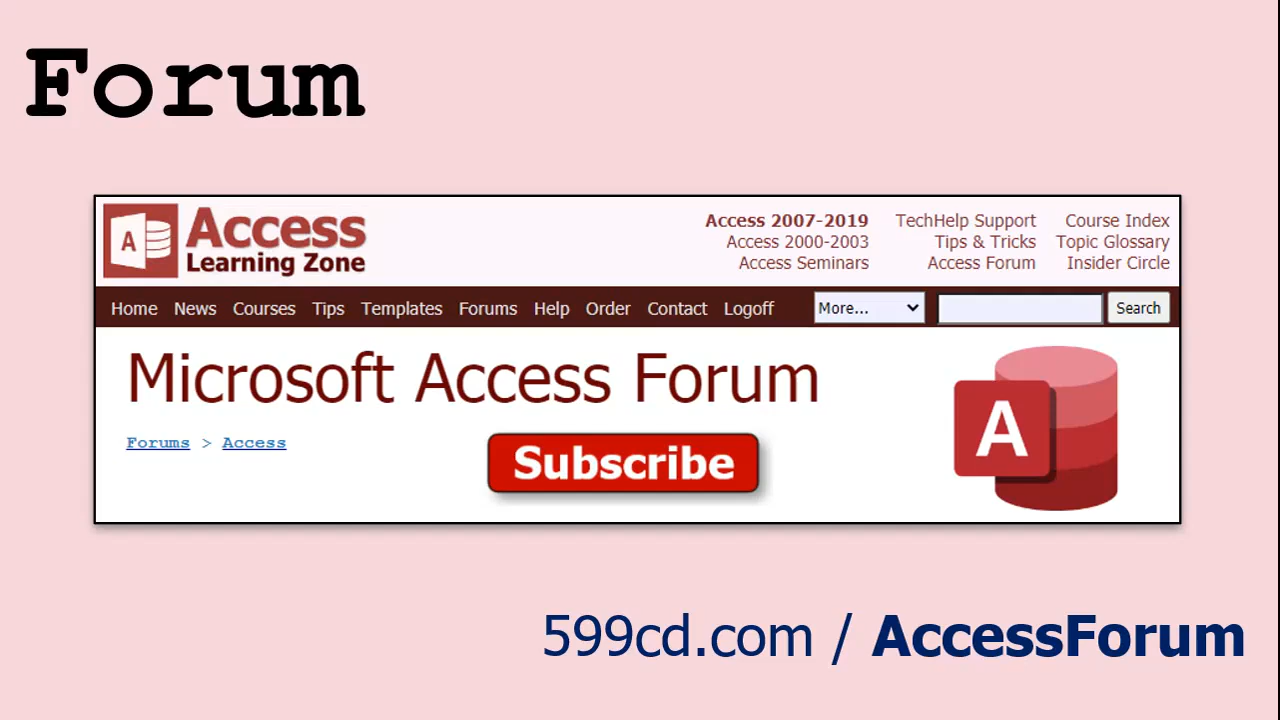 Forum
A Access
Learning Zone
Access 2007-2019 TechHelp Support Course Index
Access 2000-2003 Tips & Tricks Topic Glossary
Access Seminars Access Forum Insider Circle
Home News Courses Tips Templates Forums Help Order Contact Logoff More... Search
Microsoft Access Forum
A
Forums > Access
Subscribe
599cd.com / AccessForum